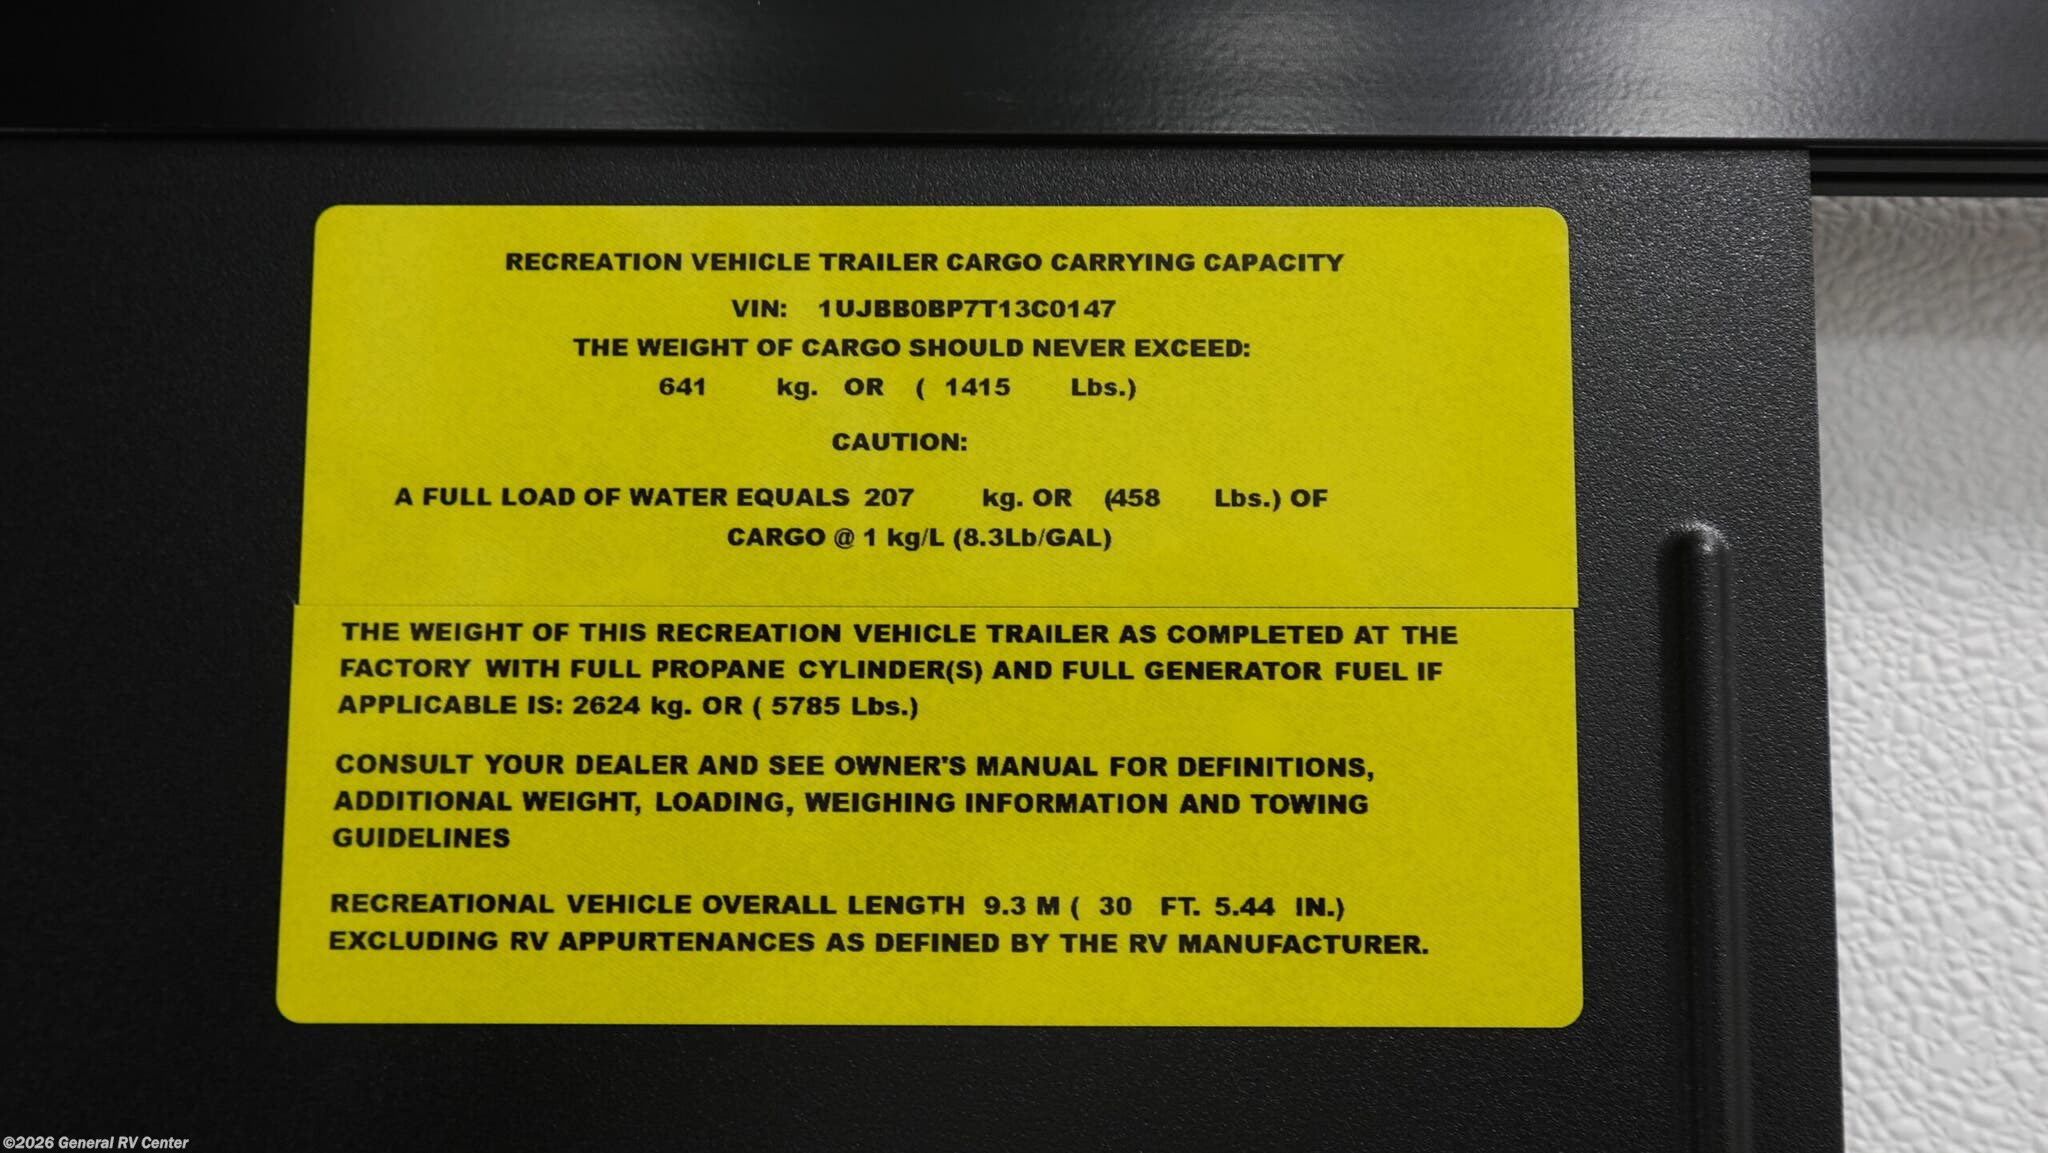 RECREATION VEHICLE TRAILER CARGO CARRYING CAPACITY
VIN: 1UJBB0BP7T13C0147
THE WEIGHT OF CARGO SHOULD NEVER EXCEED:
641 kg. OR ( 1415 Lbs.)
CAUTION:
A FULL LOAD OF WATER EQUALS 207 kg. OR (458 Lbs.) OF
CARGO @ 1 kg/L (8.3Lb/GAL)
THE WEIGHT OF THIS RECREATION VEHICLE TRAILER AS COMPLETED AT THE
FACTORY WITH FULL PROPANE CYLINDER(S) AND FULL GENERATOR FUEL IF
APPLICABLE IS: 2624 kg. OR ( 5785 Lbs.)
CONSULT YOUR DEALER AND SEE OWNER'S MANUAL FOR DEFINITIONS,
ADDITIONAL WEIGHT, LOADING, WEIGHING INFORMATION AND TOWING
GUIDELINES
RECREATIONAL VEHICLE OVERALL LENGTH 9.3 M ( 30 FT. 5.44 IN.)
EXCLUDING RV APPURTENANCES AS DEFINED BY THE RV MANUFACTURER.
©2026 General RV Center